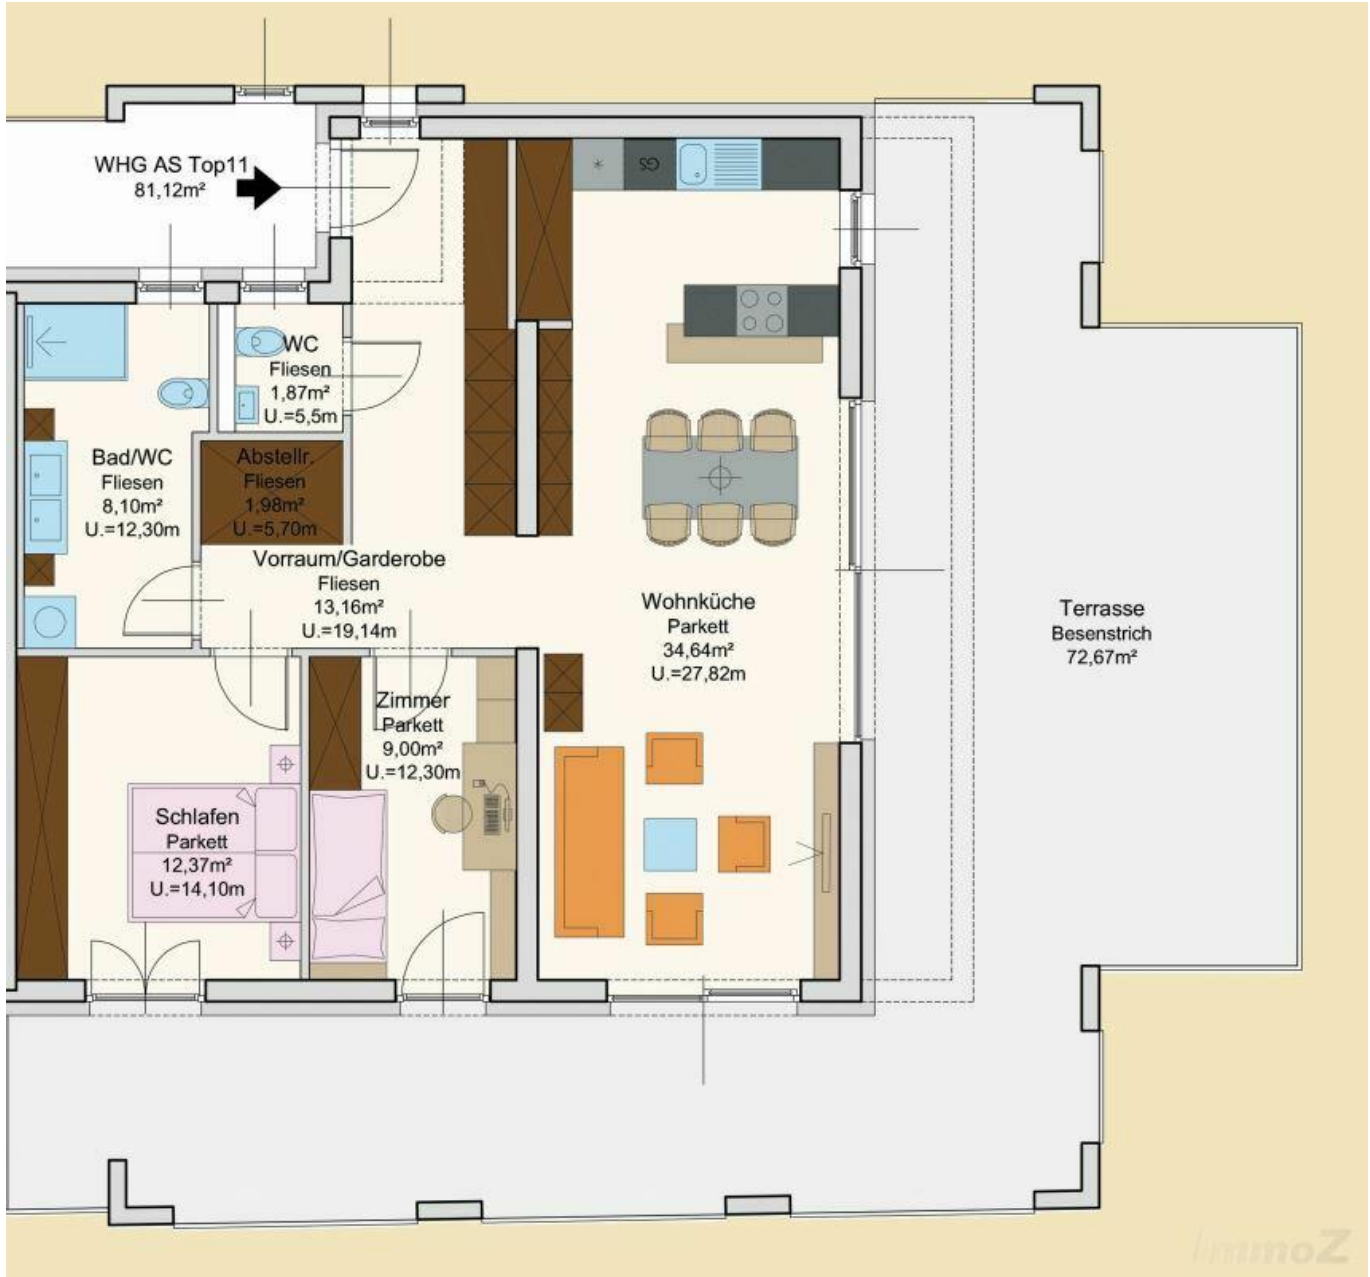 WHG AS Top11
81,12m²
GS
WC
Fliesen
1,87m²
U.=5,5m
Bad/WC
Fliesen
8,10m²
U.=12,30m
Abstellr.
Fliesen
1,98m²
U.=5,70m
Vorraum/Garderobe
Fliesen
13,16m²
U.=19,14m
Wohnküche
Parkett
34,64m²
U.=27,82m
Terrasse
Besenstrich
72,67m²
Zimmer
Parkett
9,00m²
U.=12,30m
Schlafen
Parkett
12,37m²
U.=14,10m
ImmoZ